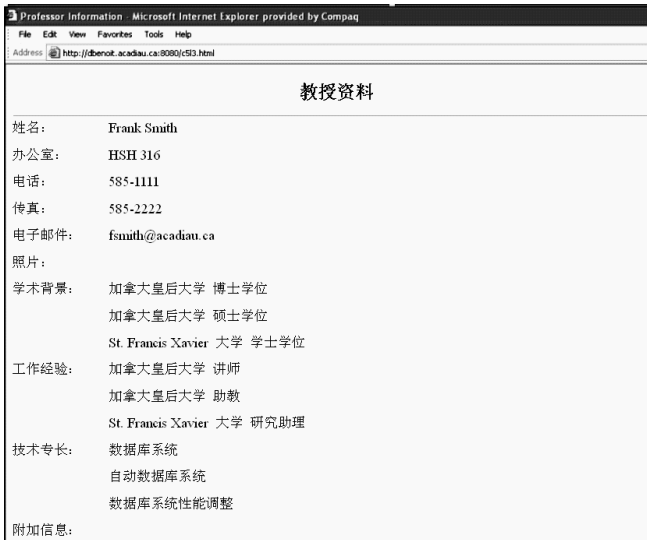 Professor Information - Microsoft Internet Explorer provided by Compaq
File Edit View Favorites Tools Help
Address http://dbenoit.acadiau.ca:8080/c5l3.html
教授资料
姓名: Frank Smith
办公室: HSH 316
电话: 585-1111
传真: 585-2222
电子邮件: fsmith@acadiau.ca
照片:
学术背景: 加拿大皇后大学 博士学位
加拿大皇后大学 硕士学位
St. Francis Xavier 大学 学士学位
工作经验: 加拿大皇后大学 讲师
加拿大皇后大学 助教
St. Francis Xavier 大学 研究助理
技术专长: 数据库系统
自动数据库系统
数据库系统性能调整
附加信息: